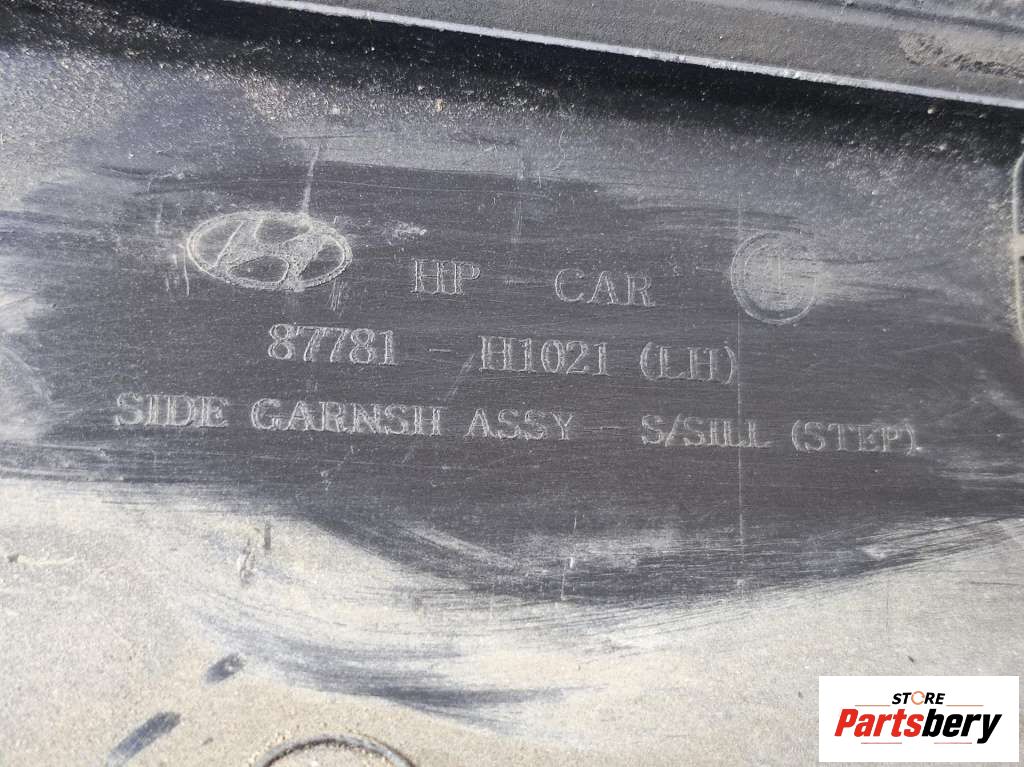 HP - CAR
87781 - H1021 (LH)
SIDE GARNSH ASSY - S/SILL (STEP)
STORE
Partsbery